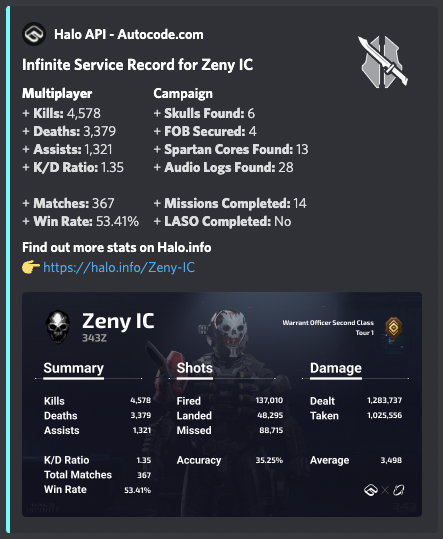 Halo API - Autocode.com
Infinite Service Record for Zeny IC
Multiplayer
+ Kills: 4,578
+ Deaths: 3,379
+ Assists: 1,321
+ K/D Ratio: 1.35
+ Matches: 367
+ Win Rate: 53.41%
Campaign
+ Skulls Found: 6
+ FOB Secured: 4
+ Spartan Cores Found: 13
+ Audio Logs Found: 28
+ Missions Completed: 14
+ LASO Completed: No
Find out more stats on Halo.info
👉 https://halo.info/Zeny-IC
Zeny IC
343Z
Warrant Officer Second Class
Tour 1
Summary
Kills 4,578
Deaths 3,379
Assists 1,321
K/D Ratio 1.35
Total Matches 367
Win Rate 53.41%
Shots
Fired 137,010
Landed 48,295
Missed 88,715
Accuracy 35.25%
Damage
Dealt 1,283,737
Taken 1,025,556
Average 3,498